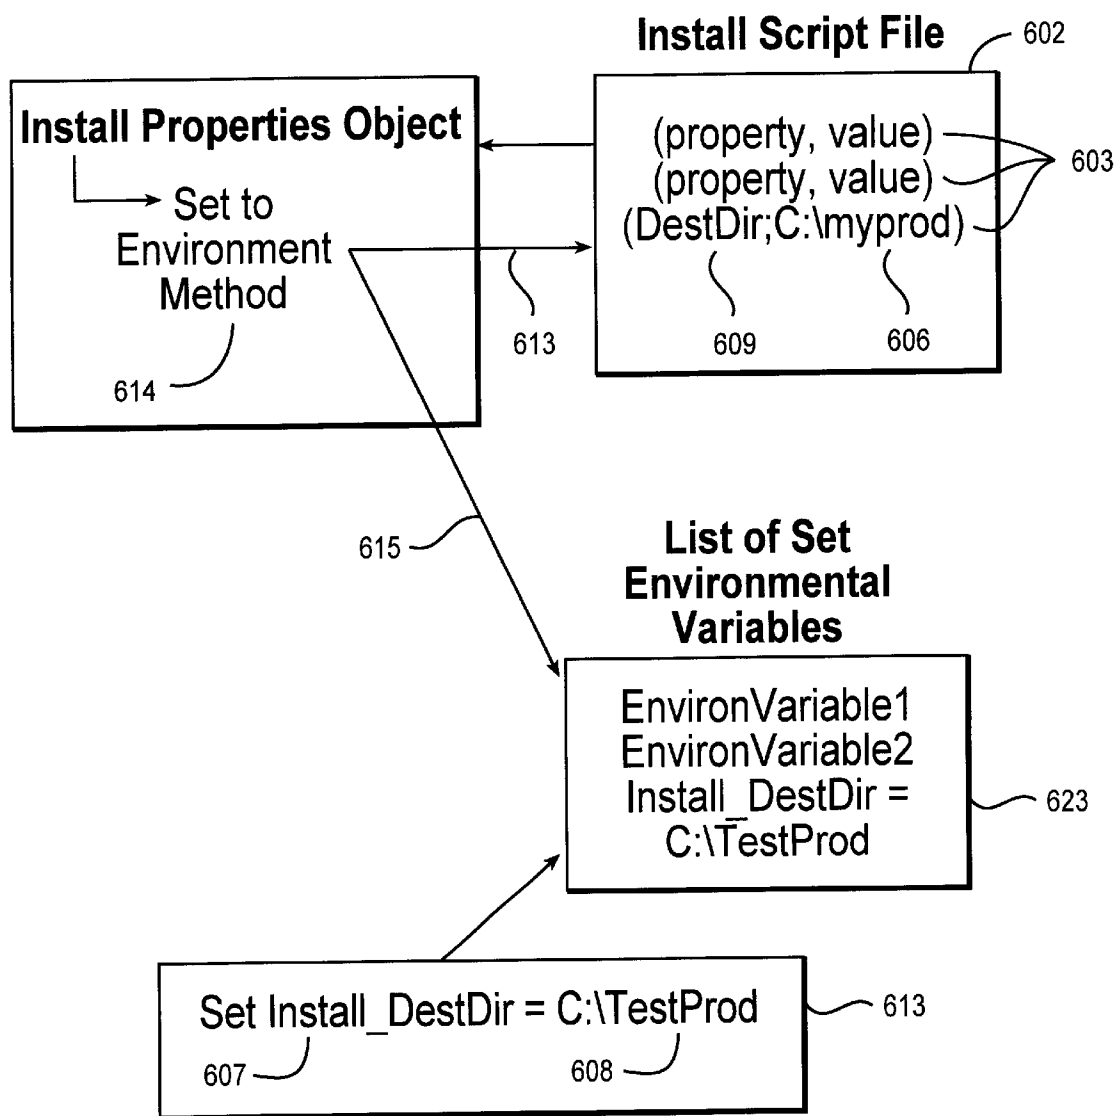 Install Script File
602
Install Properties Object
Set to
Environment
Method
614
(property, value)
(property, value)
(DestDir;C:\myprod)
603
609
606
613
615
List of Set
Environmental
Variables
EnvironVariable1
EnvironVariable2
Install_DestDir =
C:\TestProd
623
Set Install_DestDir = C:\TestProd
607
608
613